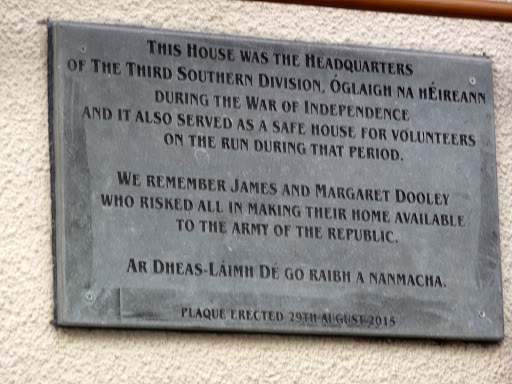 THIS HOUSE WAS THE HEADQUARTERS
OF THE THIRD SOUTHERN DIVISION, ÓGLAIGH NA HÉIREANN
DURING THE WAR OF INDEPENDENCE
AND IT ALSO SERVED AS A SAFE HOUSE FOR VOLUNTEERS
ON THE RUN DURING THAT PERIOD.
WE REMEMBER JAMES AND MARGARET DOOLEY
WHO RISKED ALL IN MAKING THEIR HOME AVAILABLE
TO THE ARMY OF THE REPUBLIC.
AR DHEAS-LÁIMH DÉ GO RAIBH A NANMACHA.
PLAQUE ERECTED 29TH AUGUST 2015